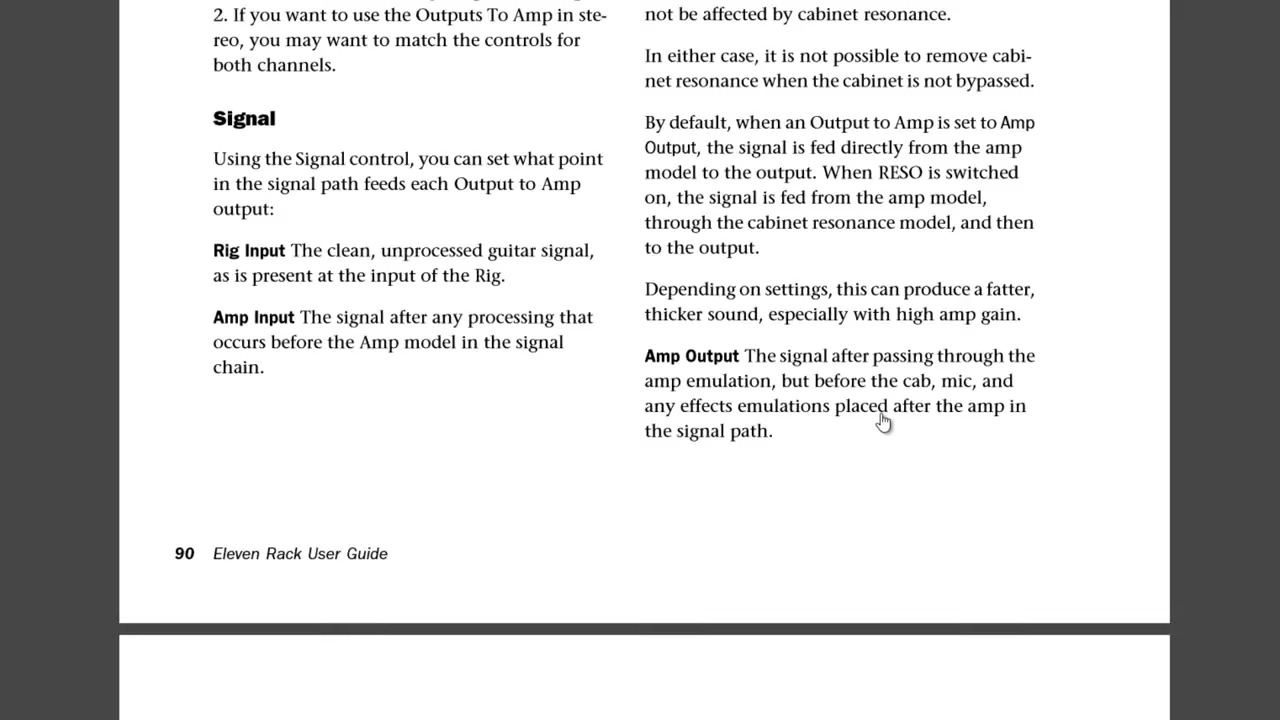 2. If you want to use the Outputs To Amp in ste-
reo, you may want to match the controls for
both channels.
Signal
Using the Signal control, you can set what point
in the signal path feeds each Output to Amp
output:
Rig Input The clean, unprocessed guitar signal,
as is present at the input of the Rig.
Amp Input The signal after any processing that
occurs before the Amp model in the signal
chain.
not be affected by cabinet resonance.
In either case, it is not possible to remove cabi-
net resonance when the cabinet is not bypassed.
By default, when an Output to Amp is set to Amp
Output, the signal is fed directly from the amp
model to the output. When RESO is switched
on, the signal is fed from the amp model,
through the cabinet resonance model, and then
to the output.
Depending on settings, this can produce a fatter,
thicker sound, especially with high amp gain.
Amp Output The signal after passing through the
amp emulation, but before the cab, mic, and
any effects emulations placed after the amp in
the signal path.
90 Eleven Rack User Guide